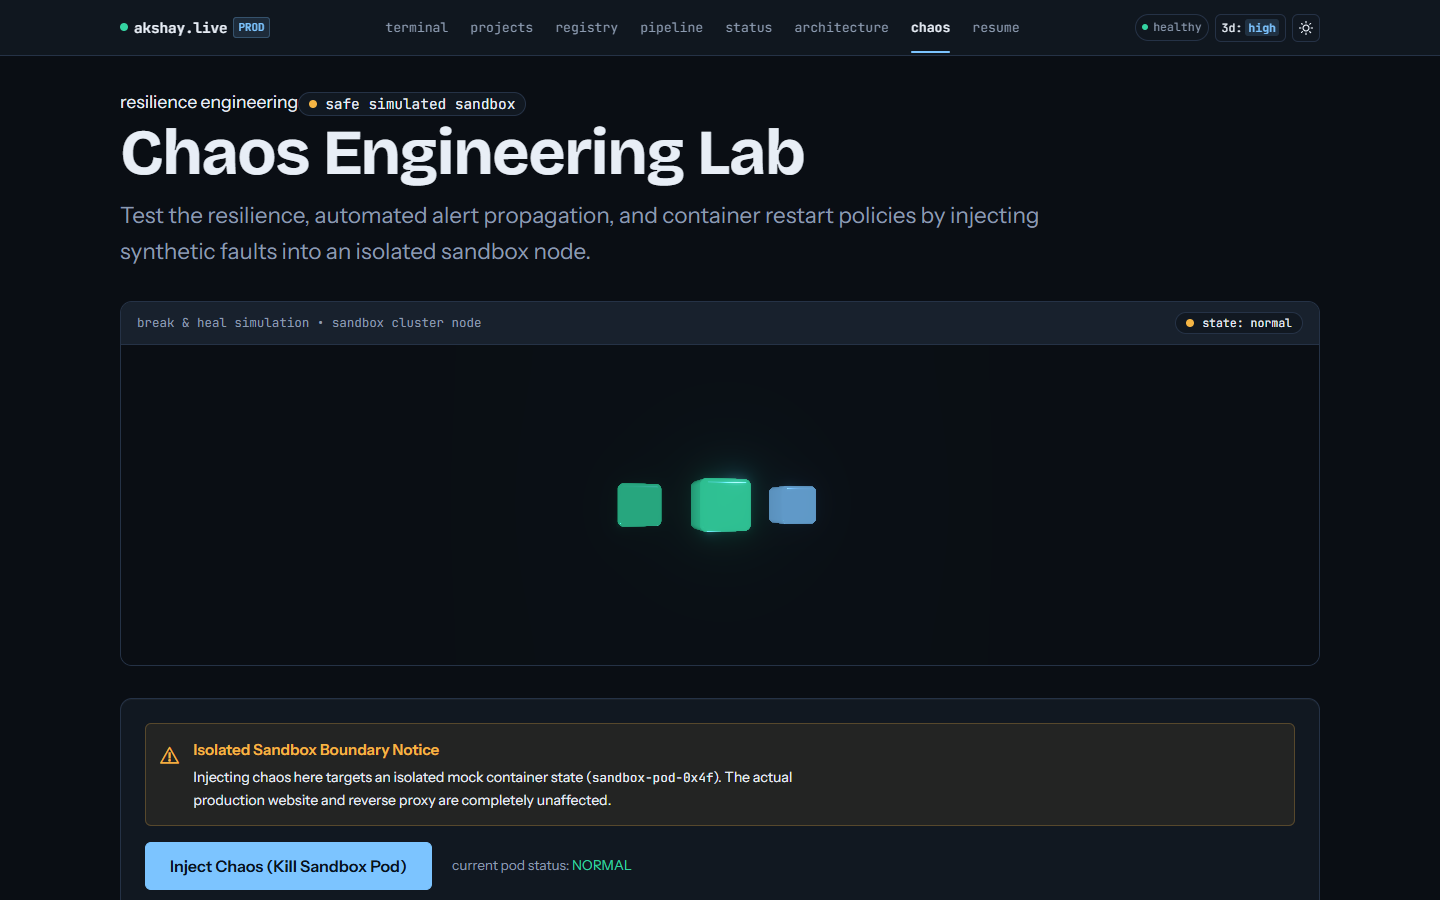 akshay.live PROD terminal projects registry pipeline status architecture chaos resume healthy 3d: high
resilience engineering safe simulated sandbox
Chaos Engineering Lab
Test the resilience, automated alert propagation, and container restart policies by injecting
synthetic faults into an isolated sandbox node.
break & heal simulation • sandbox cluster node state: normal
Isolated Sandbox Boundary Notice
Injecting chaos here targets an isolated mock container state (sandbox-pod-0x4f). The actual
production website and reverse proxy are completely unaffected.
Inject Chaos (Kill Sandbox Pod) current pod status: NORMAL